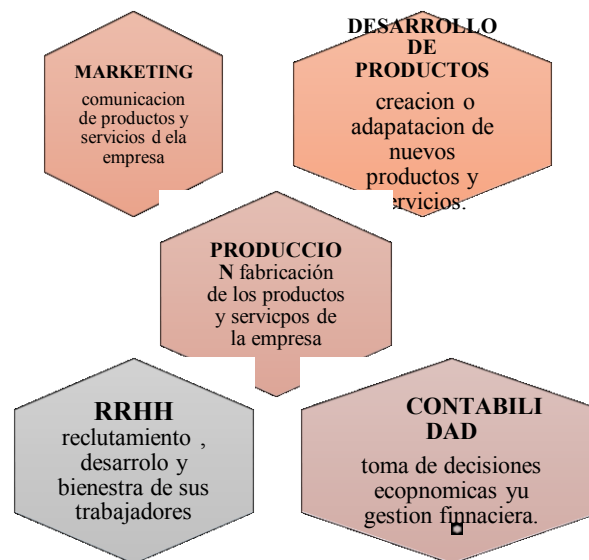 MARKETING
comunicacion
de productos y
servicios d ela
empresa
DESARROLLO
DE
PRODUCTOS
creacion o
adapatacion de
nuevos
productos y
ervicios.
PRODUCCIO
N fabricación
de los productos
y servicpos de
la empresa
RRHH
reclutamiento ,
desarrolo y
bienestra de sus
trabajadores
CONTABILI
DAD
toma de decisiones
ecopnomicas yu
gestion finnaciera.